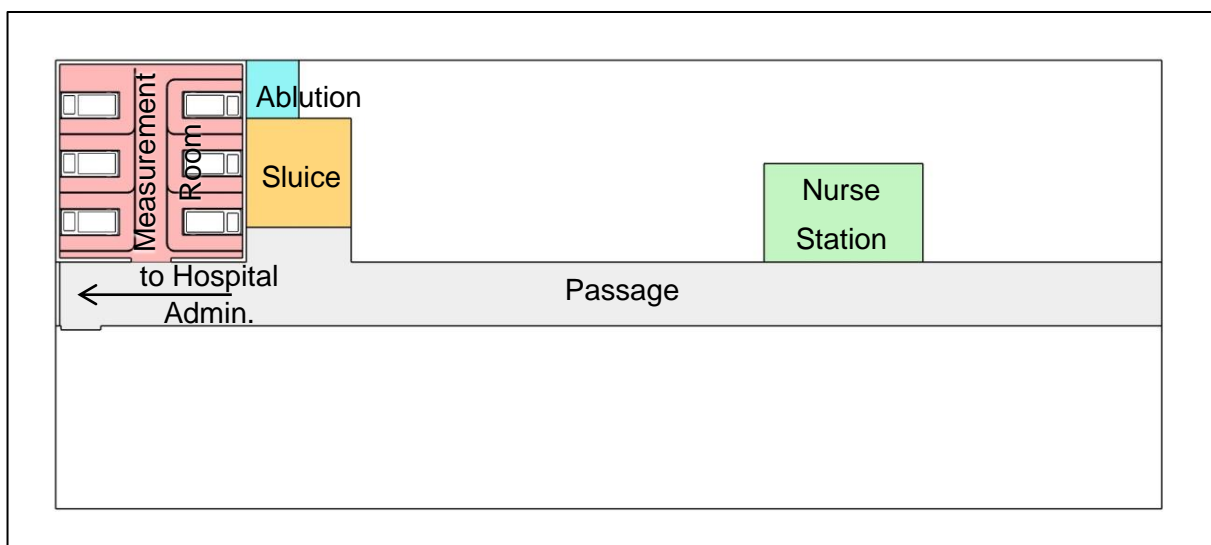 Measurement
Room
Ablution
Sluice
Nurse
Station
to Hospital
Admin.
Passage